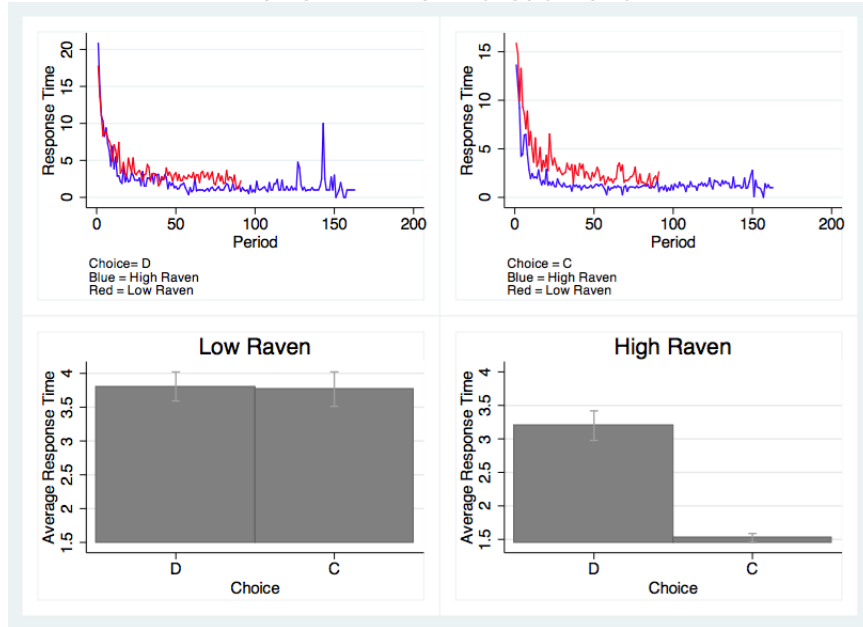 Response Time
20
15
10
5
0
0 50 100 150 200
Period
Choice= D
Blue = High Raven
Red = Low Raven
Response Time
15
10
5
0
0 50 100 150 200
Period
Choice = C
Blue = High Raven
Red = Low Raven
Low Raven
Average Response Time
4
3.5
3
2.5
2
1.5
D C
Choice
High Raven
Average Response Time
4
3.5
3
2.5
2
1.5
D C
Choice